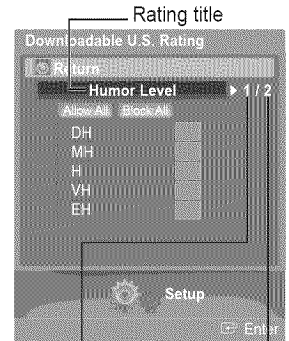 Rating title
Downloadable U.S. Rating
Return
Humor Level ▶ 1 / 2
Allow All Block All
DH
MH
H
VH
EH
Setup
Enter